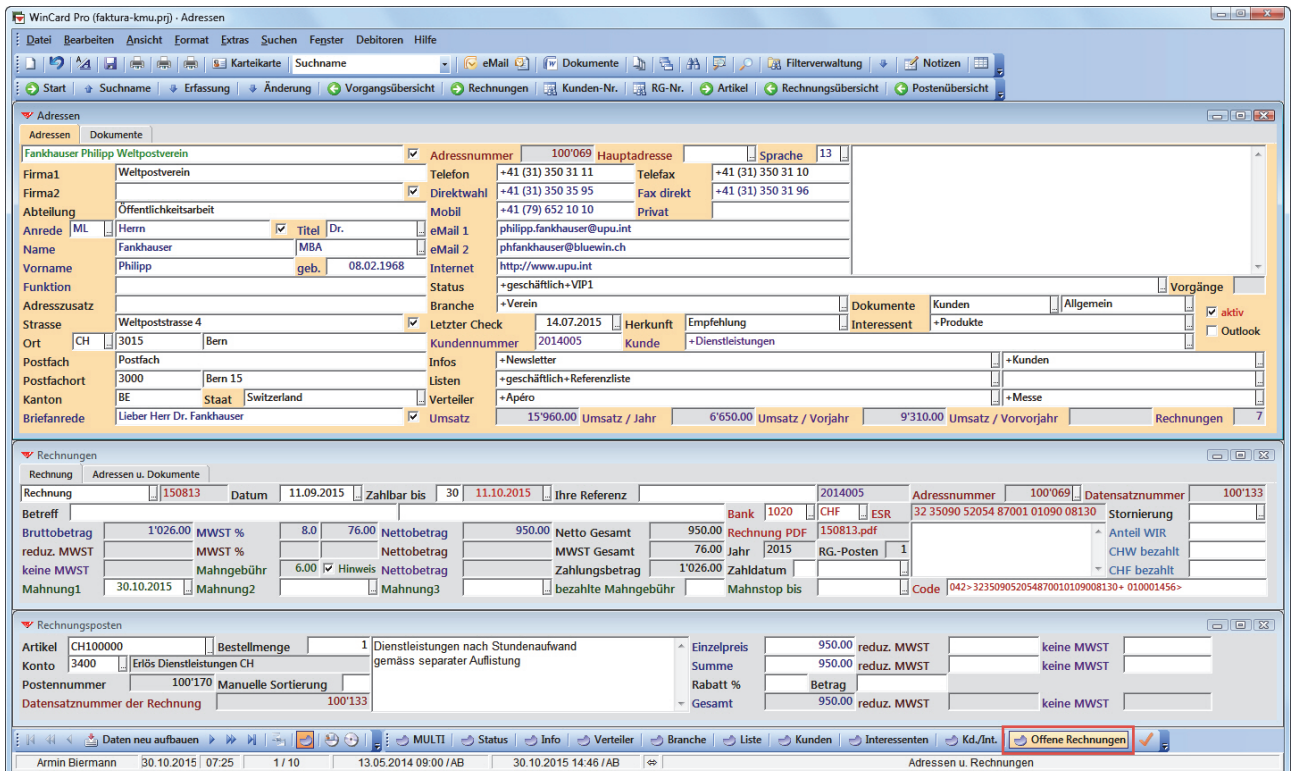 WinCard Pro (faktura-kmu.prj) - Adressen
Datei Bearbeiten Ansicht Format Extras Suchen Fenster Debitoren Hilfe
Karteikarte Suchname eMail Dokumente Filterverwaltung Notizen
Start Suchname Erfassung Änderung Vorgangsübersicht Rechnungen Kunden-Nr. RG-Nr. Artikel Rechnungsübersicht Postenübersicht
Adressen
Adressen Dokumente
Fankhauser Philipp Weltpostverein Adressnummer 100'069 Hauptadresse Sprache 13
Firma1 Weltpostverein Telefon +41 (31) 350 31 11 Telefax +41 (31) 350 31 10
Firma2 Direktwahl +41 (31) 350 35 95 Fax direkt +41 (31) 350 31 96
Abteilung Öffentlichkeitsarbeit Mobil +41 (79) 652 10 10 Privat
Anrede ML Herrn Titel Dr. eMail 1 philipp.fankhauser@upu.int
Name Fankhauser MBA eMail 2 phfankhauser@bluewin.ch
Vorname Philipp geb. 08.02.1968 Internet http://www.upu.int
Funktion Status +geschäftlich+VIP1 Vorgänge
Adresszusatz Branche +Verein Dokumente Kunden Allgemein
Strasse Weltpoststrasse 4 Letzter Check 14.07.2015 Herkunft Empfehlung Interessent +Produkte aktiv
Outlook
Ort CH 3015 Bern Kundennummer 2014005 Kunde +Dienstleistungen
Postfach Postfach Infos +Newsletter +Kunden
Postfachort 3000 Bern 15 Listen +geschäftlich+Referenzliste
Kanton BE Staat Switzerland Verteiler +Apéro +Messe
Briefanrede Lieber Herr Dr. Fankhauser Umsatz 15'960.00 Umsatz / Jahr 6'650.00 Umsatz / Vorjahr 9'310.00 Umsatz / Vorvorjahr Rechnungen 7
Rechnungen
Rechnung Adressen u. Dokumente
Rechnung 150813 Datum 11.09.2015 Zahlbar bis 30 11.10.2015 Ihre Referenz 2014005 Adressnummer 100'069 Datensatznummer 100'133
Betreff Bank 1020 CHF ESR 32 35090 52054 87001 01090 08130 Stornierung
Bruttobetrag 1'026.00 MWST % 8.0 76.00 Nettobetrag 950.00 Netto Gesamt 950.00 Rechnung PDF 150813.pdf Anteil WIR
reduz. MWST MWST % Nettobetrag MWST Gesamt 76.00 Jahr 2015 RG.-Posten 1 CHW bezahlt
keine MWST Mahngebühr 6.00 Hinweis Nettobetrag Zahlungsbetrag 1'026.00 Zahldatum CHF bezahlt
Mahnung1 30.10.2015 Mahnung2 Mahnung3 bezahlte Mahngebühr Mahnstop bis Code 042>323509052054870010109008130+ 010001456>
Rechnungsposten
Artikel CH100000 Bestellmenge 1 Dienstleistungen nach Stundenaufwand Einzelpreis 950.00 reduz. MWST keine MWST
Konto 3400 Erlös Dienstleistungen CH gemäss separater Auflistung Summe 950.00 reduz. MWST keine MWST
Postennummer 100'170 Manuelle Sortierung Rabatt % Betrag
Datensatznummer der Rechnung 100'133 Gesamt 950.00 reduz. MWST keine MWST
Daten neu aufbauen MULTI Status Info Verteiler Branche Liste Kunden Interessenten Kd./Int. Offene Rechnungen
Armin Biermann 30.10.2015 07:25 1 / 10 13.05.2014 09:00 / AB 30.10.2015 14:46 / AB Adressen u. Rechnungen